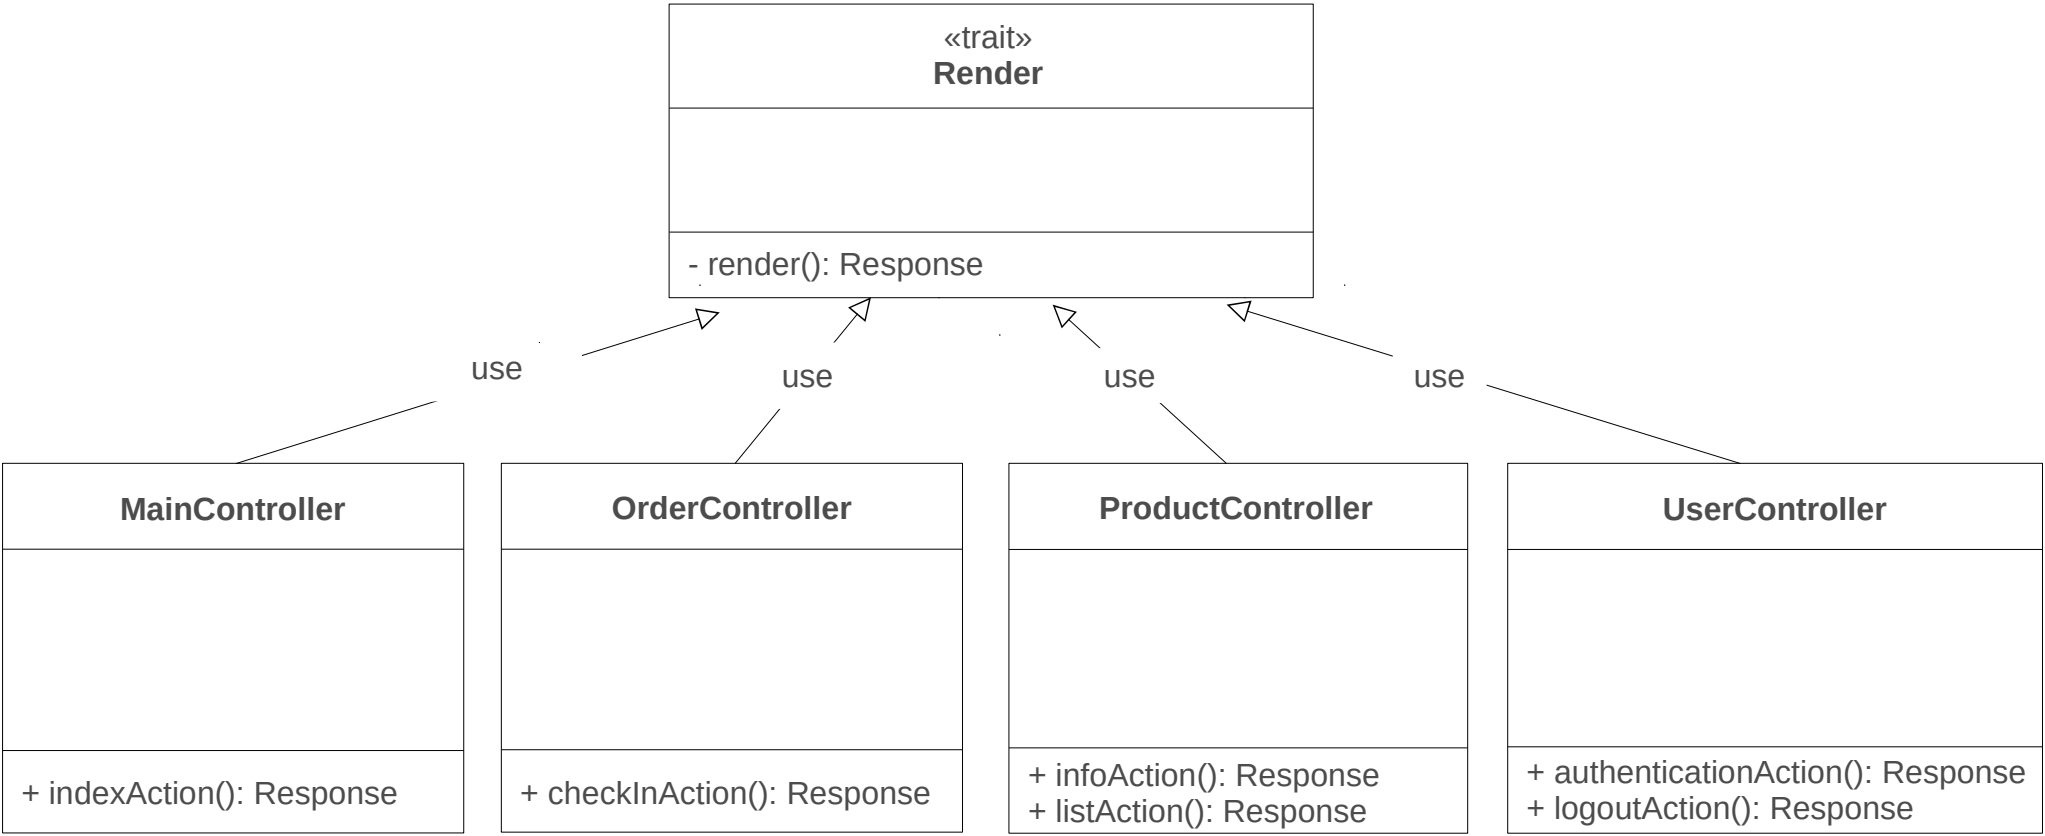 «trait»
Render
- render(): Response
use
use
use
use
MainController
OrderController
ProductController
UserController
+ indexAction(): Response
+ checkInAction(): Response
+ infoAction(): Response
+ listAction(): Response
+ authenticationAction(): Response
+ logoutAction(): Response